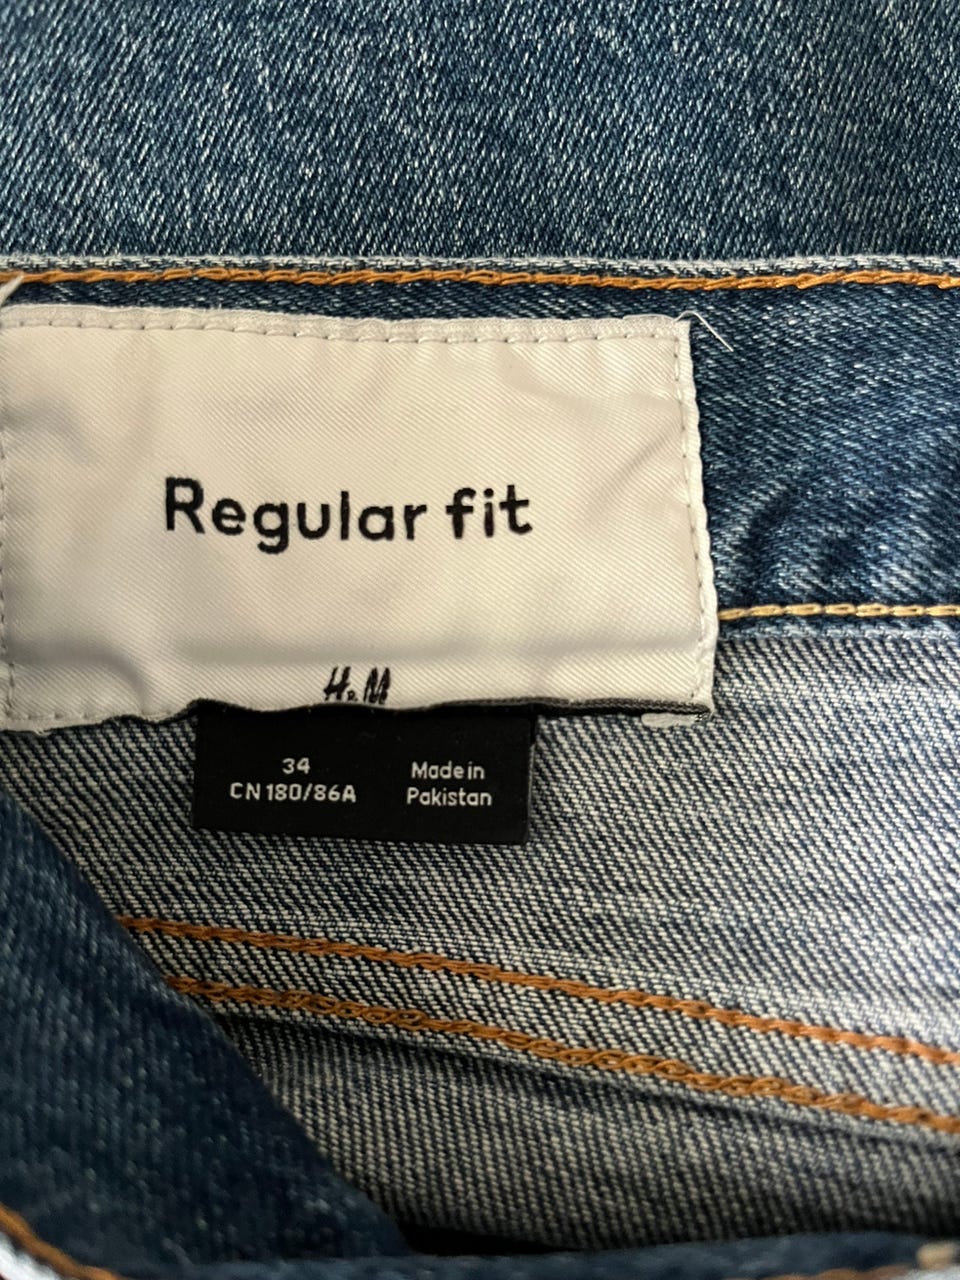 Regular fit
H&M
34
CN 180/86A
Made in
Pakistan